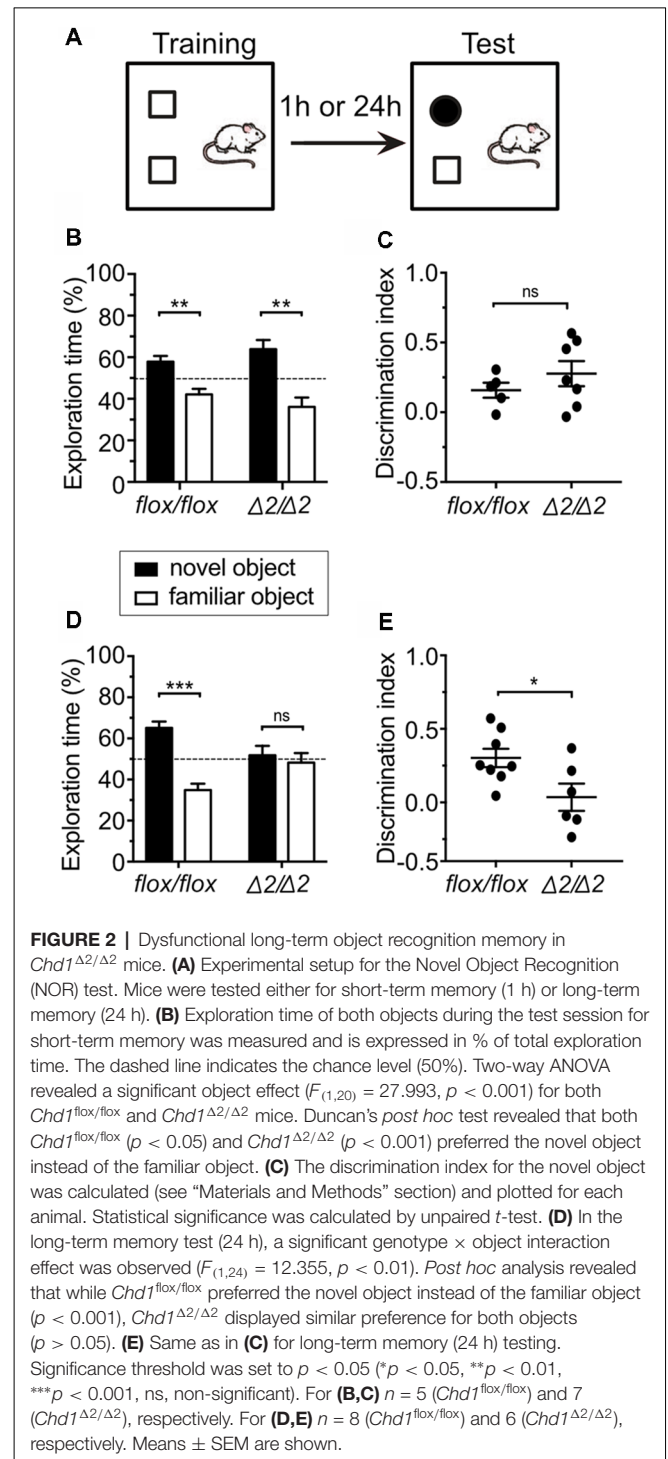 A
Training
Test
1h or 24h
B
Exploration time (%)
100
80
60
40
20
0
**
**
flox/flox
Δ2/Δ2
C
Discrimination index
1.0
0.5
0.0
-0.5
ns
flox/flox
Δ2/Δ2
novel object
familiar object
D
Exploration time (%)
100
80
60
40
20
0
***
ns
flox/flox
Δ2/Δ2
E
Discrimination index
1.0
0.5
0.0
-0.5
*
flox/flox
Δ2/Δ2
FIGURE 2 | Dysfunctional long-term object recognition memory in
Chd1Δ2/Δ2 mice. (A) Experimental setup for the Novel Object Recognition
(NOR) test. Mice were tested either for short-term memory (1 h) or long-term
memory (24 h). (B) Exploration time of both objects during the test session for
short-term memory was measured and is expressed in % of total exploration
time. The dashed line indicates the chance level (50%). Two-way ANOVA
revealed a significant object effect (F(1,20) = 27.993, p < 0.001) for both
Chd1flox/flox and Chd1Δ2/Δ2 mice. Duncan's post hoc test revealed that both
Chd1flox/flox (p < 0.05) and Chd1Δ2/Δ2 (p < 0.001) preferred the novel object
instead of the familiar object. (C) The discrimination index for the novel object
was calculated (see “Materials and Methods” section) and plotted for each
animal. Statistical significance was calculated by unpaired t-test. (D) In the
long-term memory test (24 h), a significant genotype × object interaction
effect was observed (F(1,24) = 12.355, p < 0.01). Post hoc analysis revealed
that while Chd1flox/flox preferred the novel object instead of the familiar object
(p < 0.001), Chd1Δ2/Δ2 displayed similar preference for both objects
(p > 0.05). (E) Same as in (C) for long-term memory (24 h) testing.
Significance threshold was set to p < 0.05 (*p < 0.05, **p < 0.01,
***p < 0.001, ns, non-significant). For (B,C) n = 5 (Chd1flox/flox) and 7
(Chd1Δ2/Δ2), respectively. For (D,E) n = 8 (Chd1flox/flox) and 6 (Chd1Δ2/Δ2),
respectively. Means ± SEM are shown.